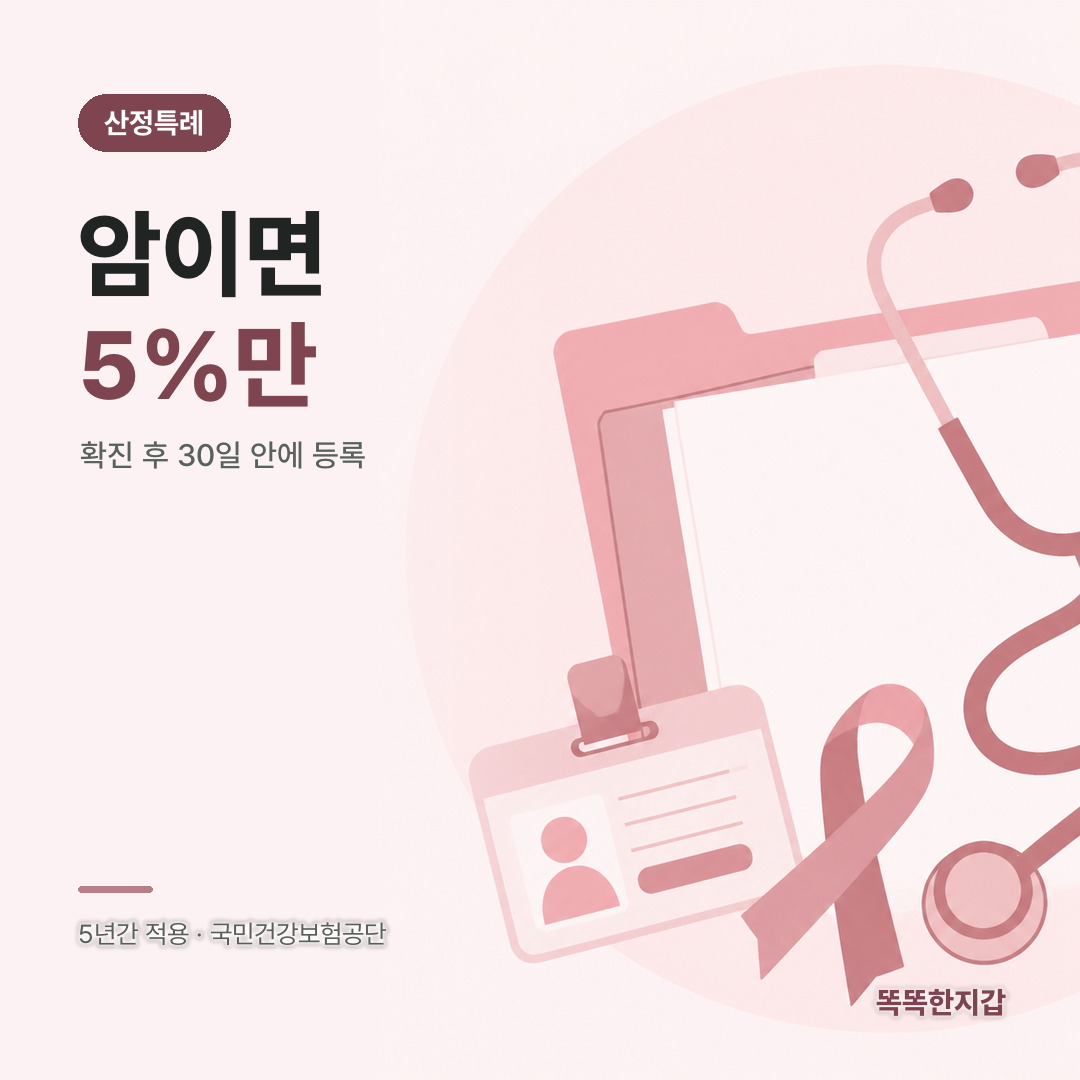 산정특례
암이면
5%만
확진 후 30일 안에 등록
5년간 적용 · 국민건강보험공단
똑똑한지갑